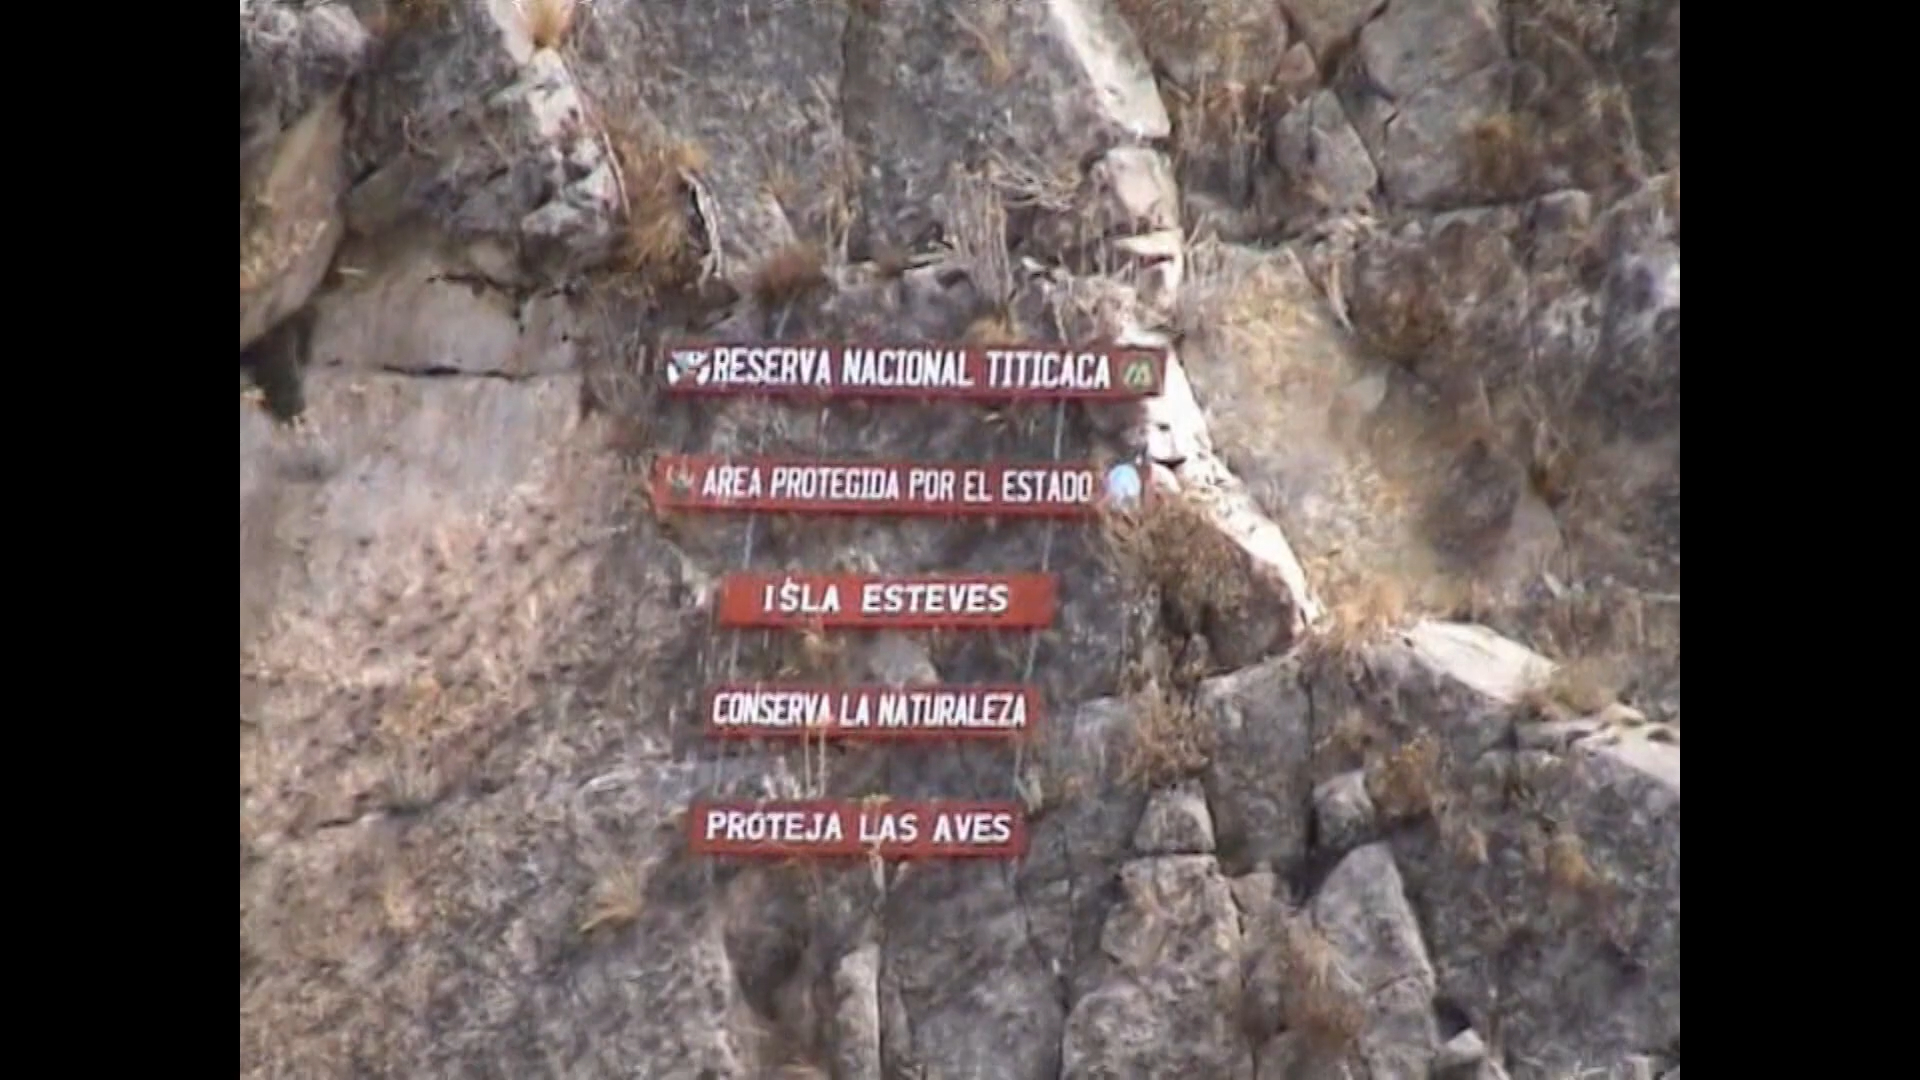 RESERVA NACIONAL TITICACA
AREA PROTEGIDA POR EL ESTADO
ISLA ESTEVES
CONSERVA LA NATURALEZA
PROTEJA LAS AVES